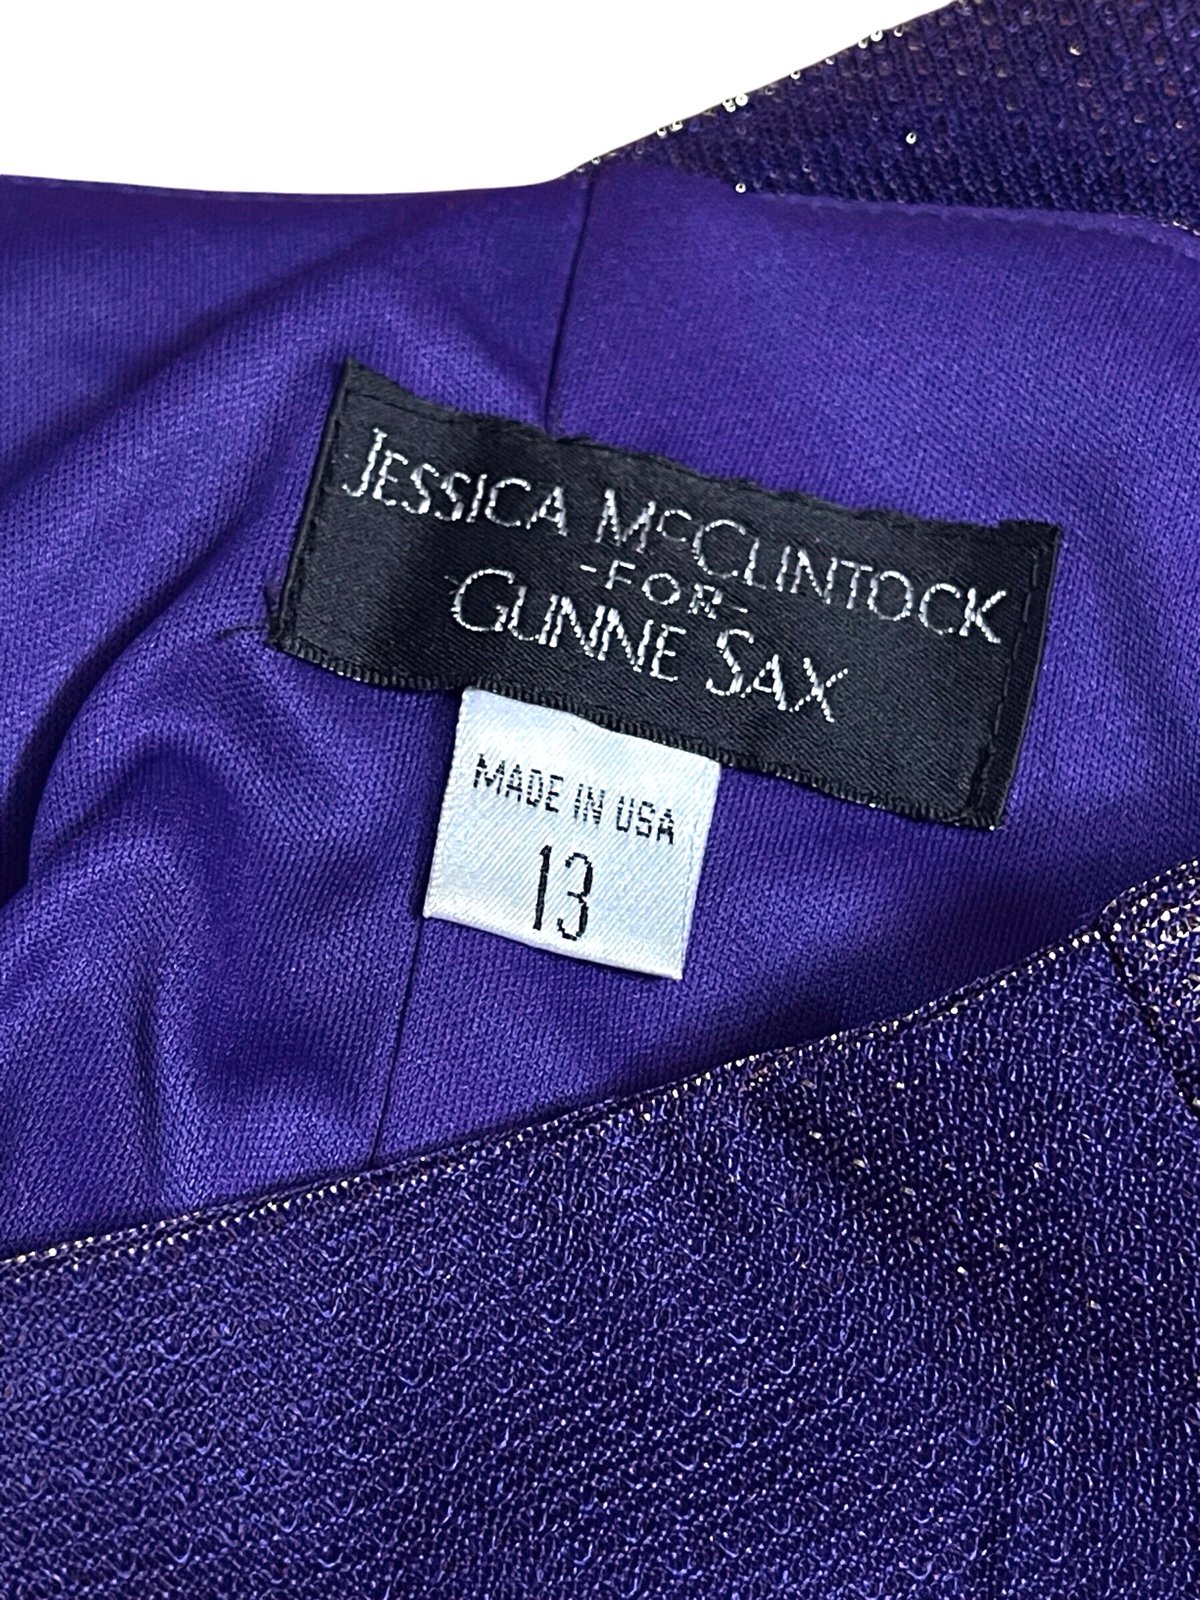 JESSICA McCLINTOCK
-FOR-
GUNNE SAX
MADE IN USA
13